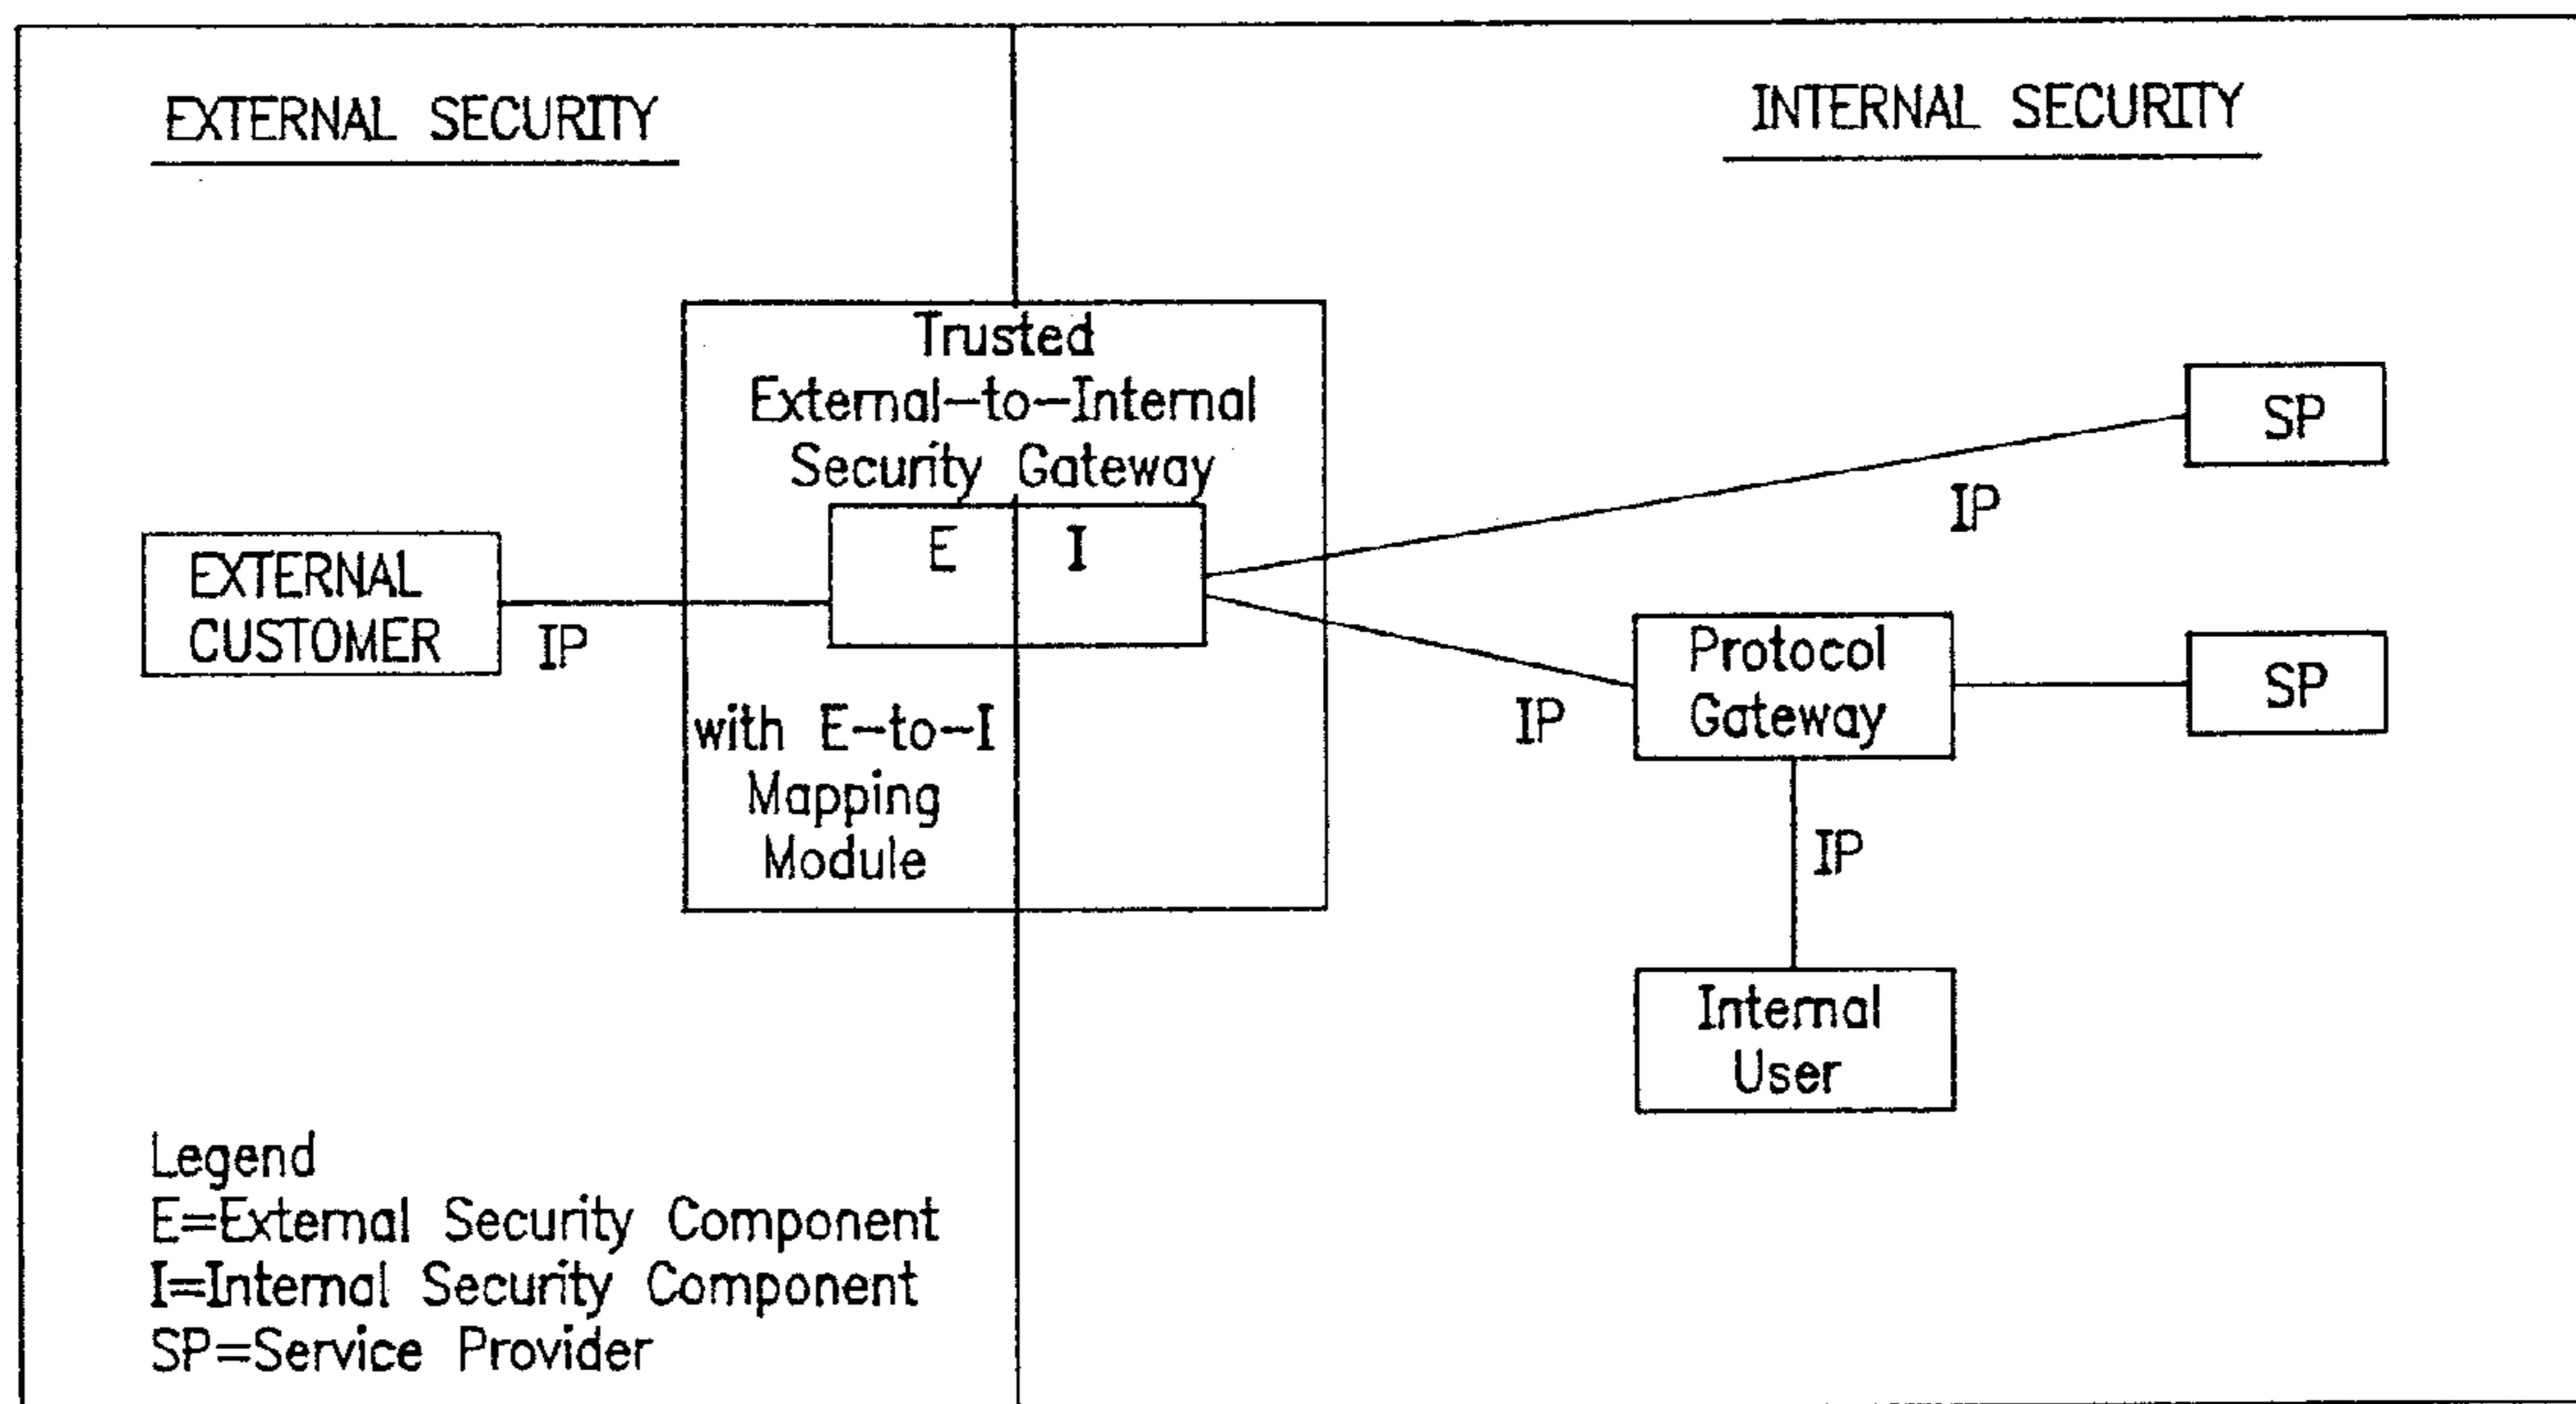 EXTERNAL SECURITY
INTERNAL SECURITY
Trusted
External-to-Internal
Security Gateway
E I
with E-to-I
Mapping
Module
EXTERNAL
CUSTOMER
IP
IP
SP
IP
Protocol
Gateway
SP
IP
Internal
User
Legend
E=External Security Component
I=Internal Security Component
SP=Service Provider